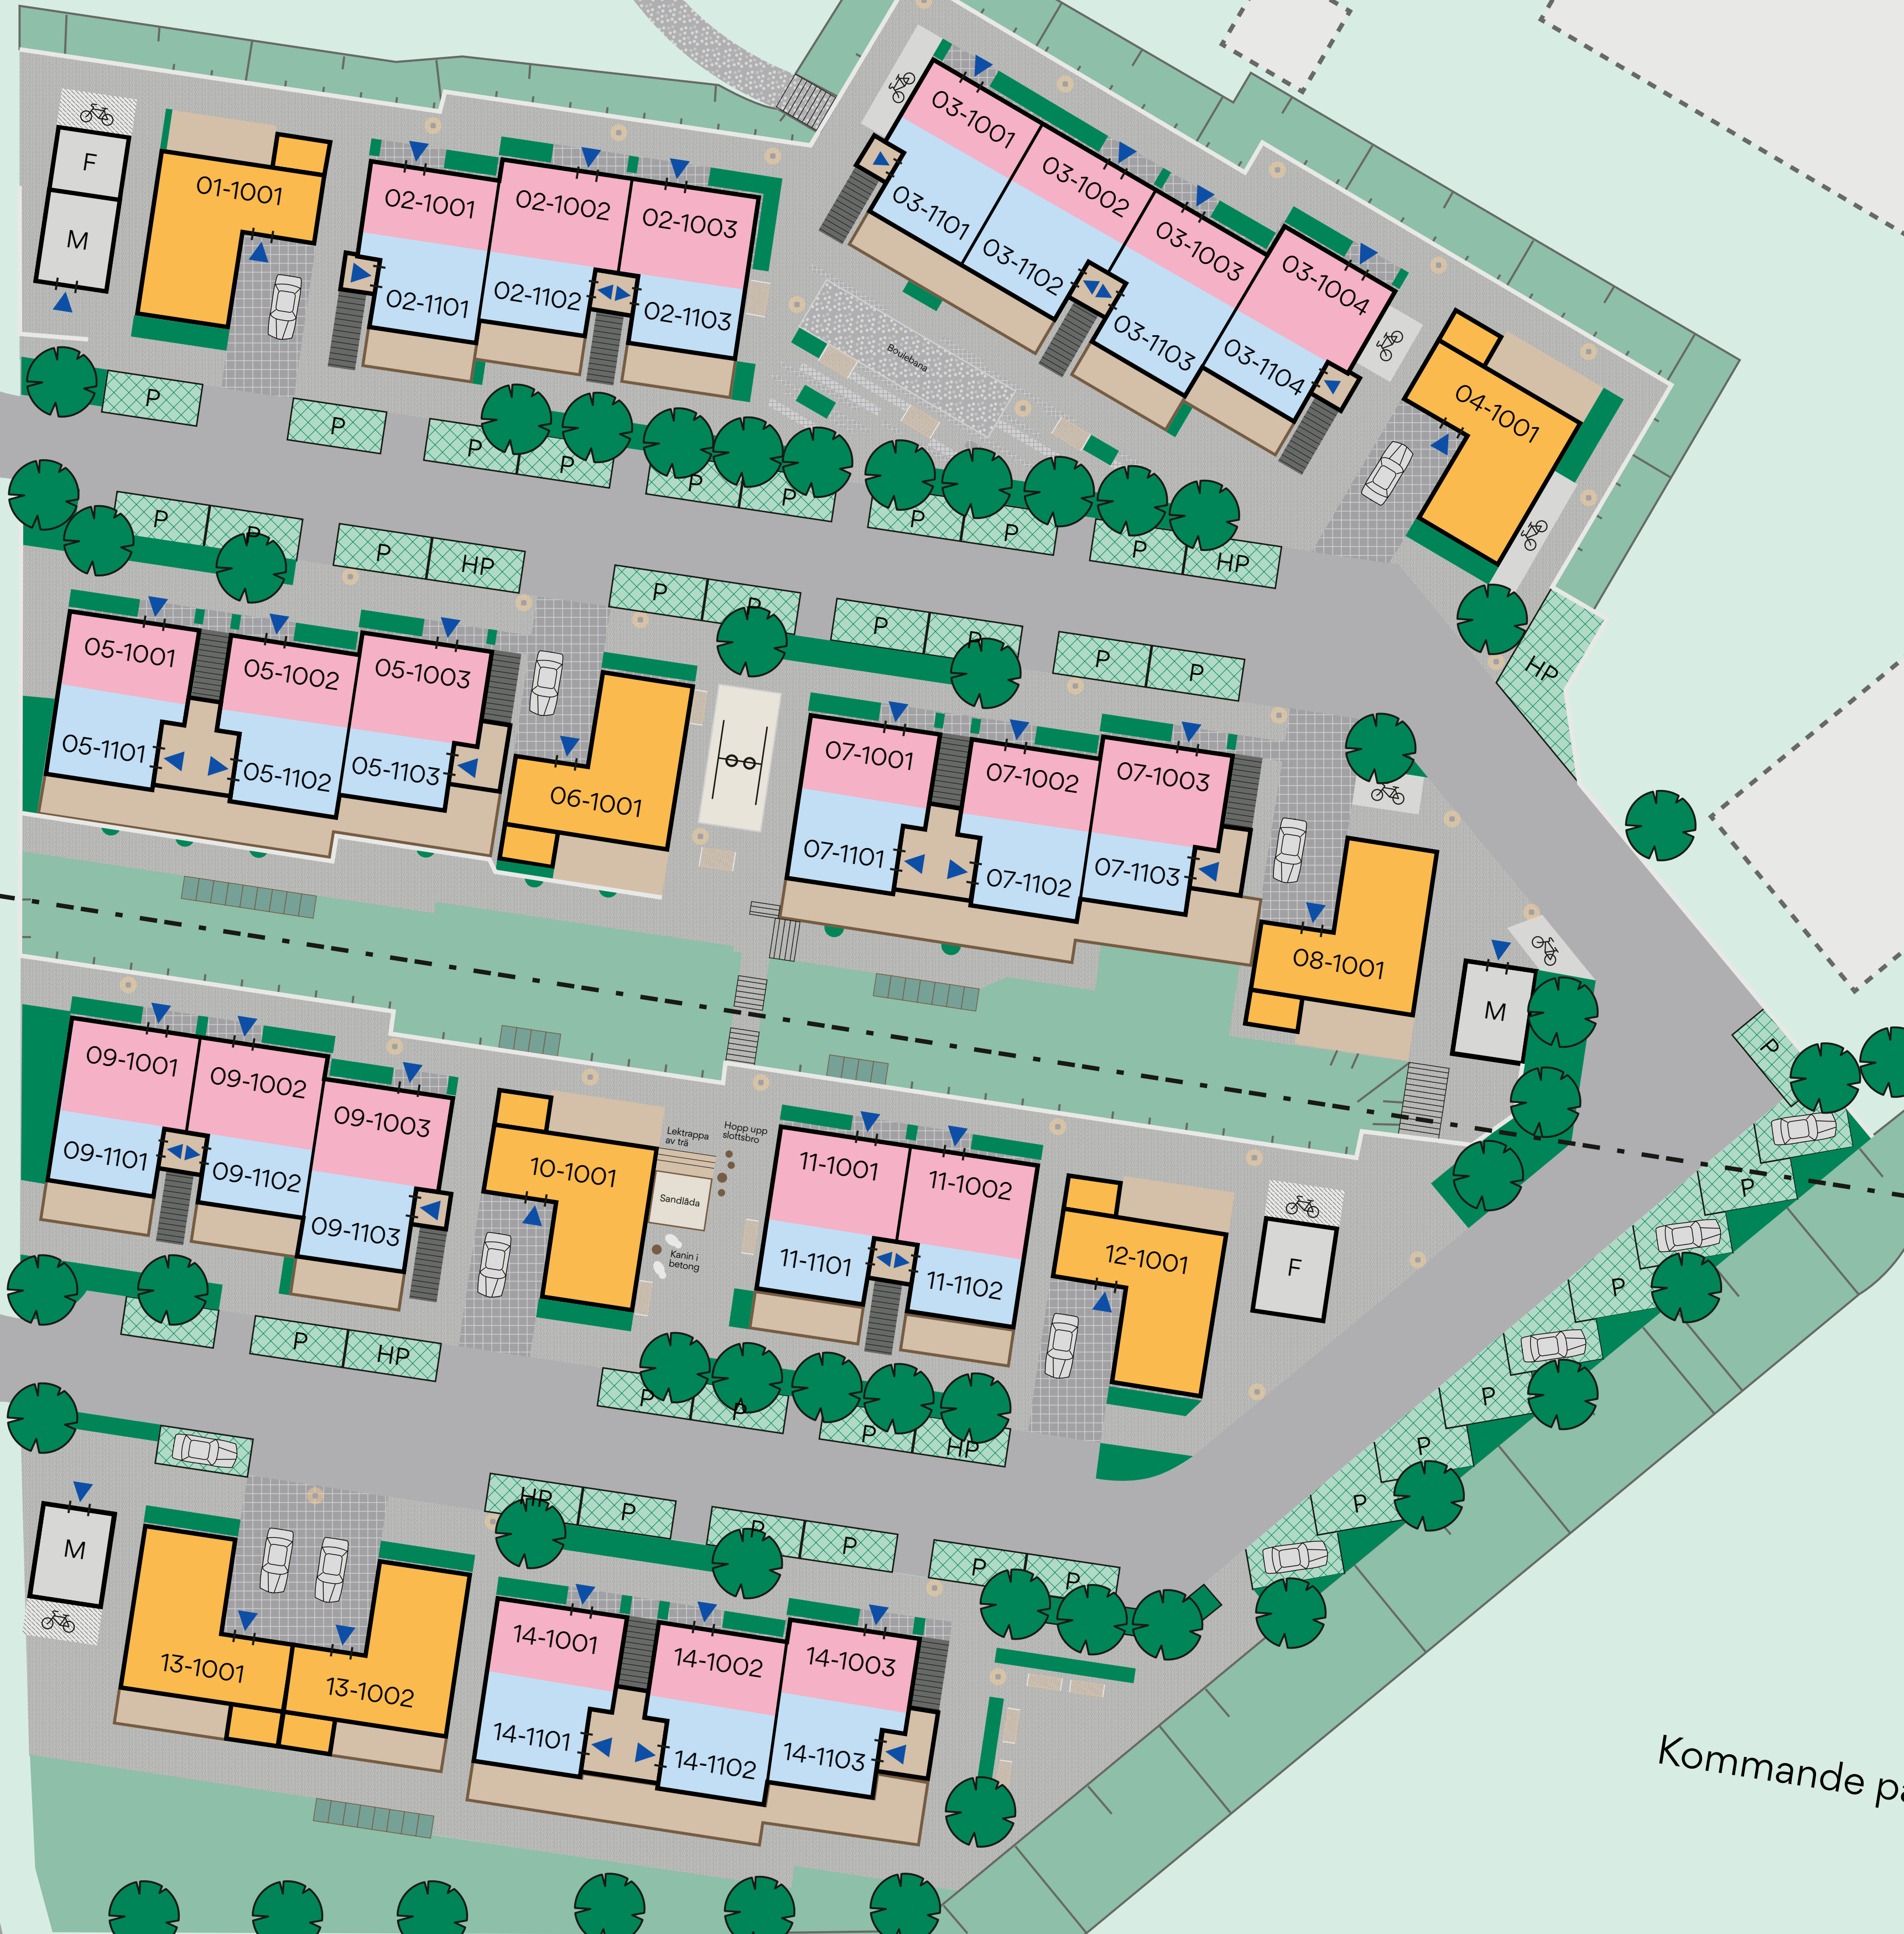 F
M
01-1001
02-1001
02-1002
02-1003
02-1101
02-1102
02-1103
03-1001
03-1002
03-1003
03-1004
03-1101
03-1102
03-1103
03-1104
04-1001
Boulebana
P
P
P
P
P
P
P
P
P
HP
P
P
P
HP
P
P
P
P
P
P
HP
05-1001
05-1002
05-1003
05-1101
05-1102
05-1103
06-1001
07-1001
07-1002
07-1003
07-1101
07-1102
07-1103
08-1001
M
P
09-1001
09-1002
09-1003
09-1101
09-1102
09-1103
10-1001
Lektrappa
av trä
Hopp upp
slottsbro
Sandlåda
Kanin i
betong
11-1001
11-1002
11-1101
11-1102
12-1001
F
P
P
P
P
P
P
HP
P
P
P
HP
HP
P
P
P
P
P
M
13-1001
13-1002
14-1001
14-1002
14-1003
14-1101
14-1102
14-1103
Kommande